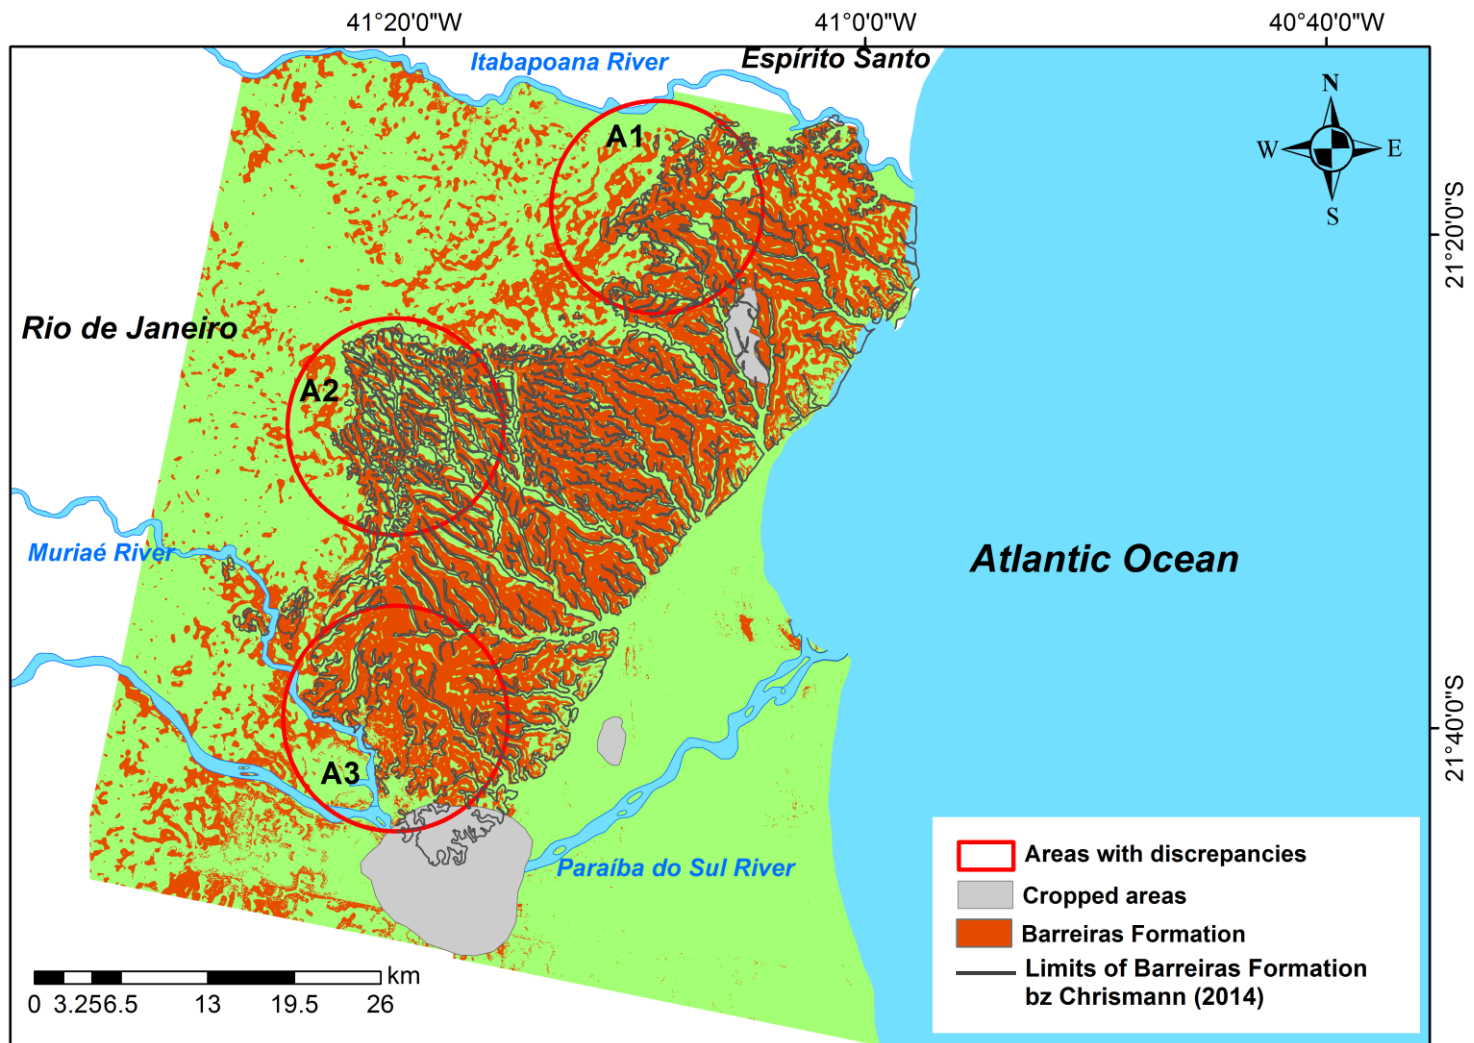 41°20'0"W
41°0'0"W
40°40'0"W
Itabapoana River
Espírito Santo
N
A1
W
E
S
21°20'0"S
Rio de Janeiro
A2
Muriaé River
Atlantic Ocean
21°40'0"S
A3
Paraíba do Sul River
Areas with discrepancies
Cropped areas
Barreiras Formation
Limits of Barreiras Formation
bz Chrismann (2014)
km
0 3.256.5 13 19.5 26